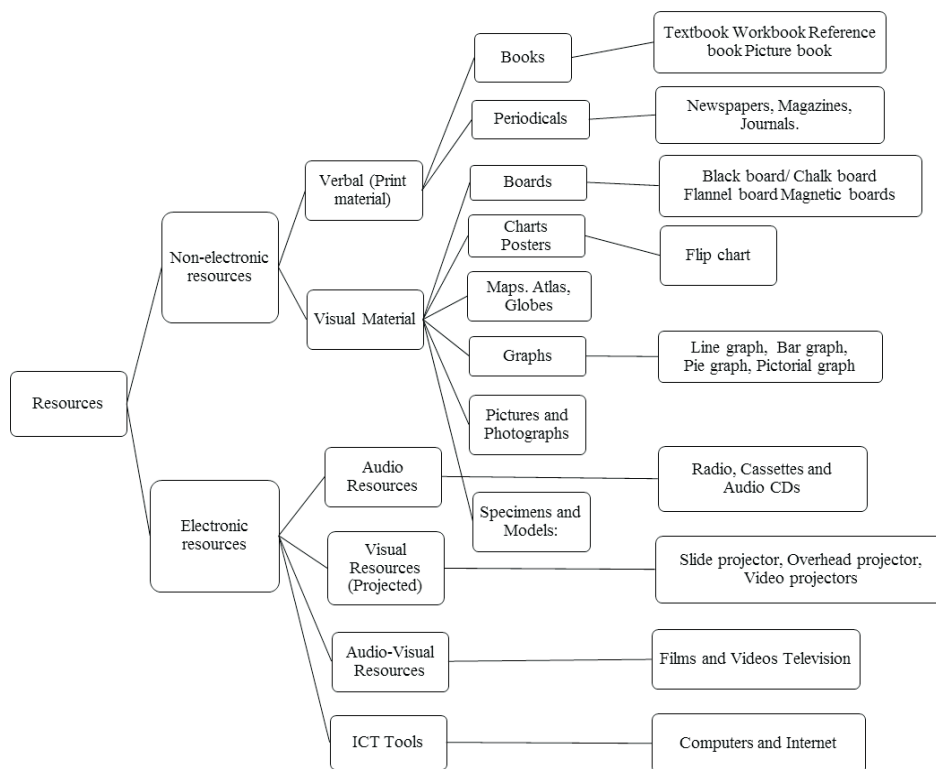 Textbook Workbook Reference
book Picture book
Books
Periodicals
Newspapers, Magazines,
Journals.
Verbal (Print
material)
Boards
Black board/ Chalk board
Flannel board Magnetic boards
Non-electronic
resources
Charts
Posters
Flip chart
Visual Material
Maps. Atlas,
Globes
Graphs
Line graph, Bar graph,
Pie graph, Pictorial graph
Resources
Pictures and
Photographs
Audio
Resources
Radio, Cassettes and
Audio CDs
Specimens and
Models:
Electronic
resources
Visual
Resources
(Projected)
Slide projector, Overhead projector,
Video projectors
Audio-Visual
Resources
Films and Videos Television
ICT Tools
Computers and Internet